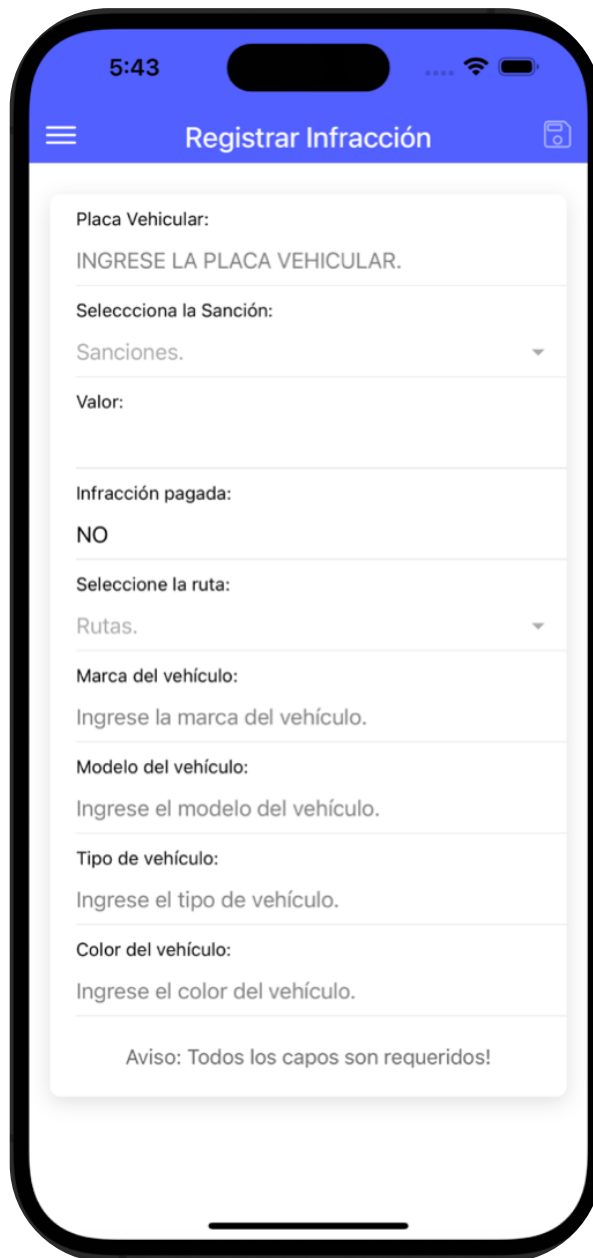 5:43
Registrar Infracción
Placa Vehicular:
INGRESE LA PLACA VEHICULAR.
Seleccciona la Sanción:
Sanciones.
Valor:
Infracción pagada:
NO
Seleccione la ruta:
Rutas.
Marca del vehículo:
Ingrese la marca del vehículo.
Modelo del vehículo:
Ingrese el modelo del vehículo.
Tipo de vehículo:
Ingrese el tipo de vehículo.
Color del vehículo:
Ingrese el color del vehículo.
Aviso: Todos los capos son requeridos!